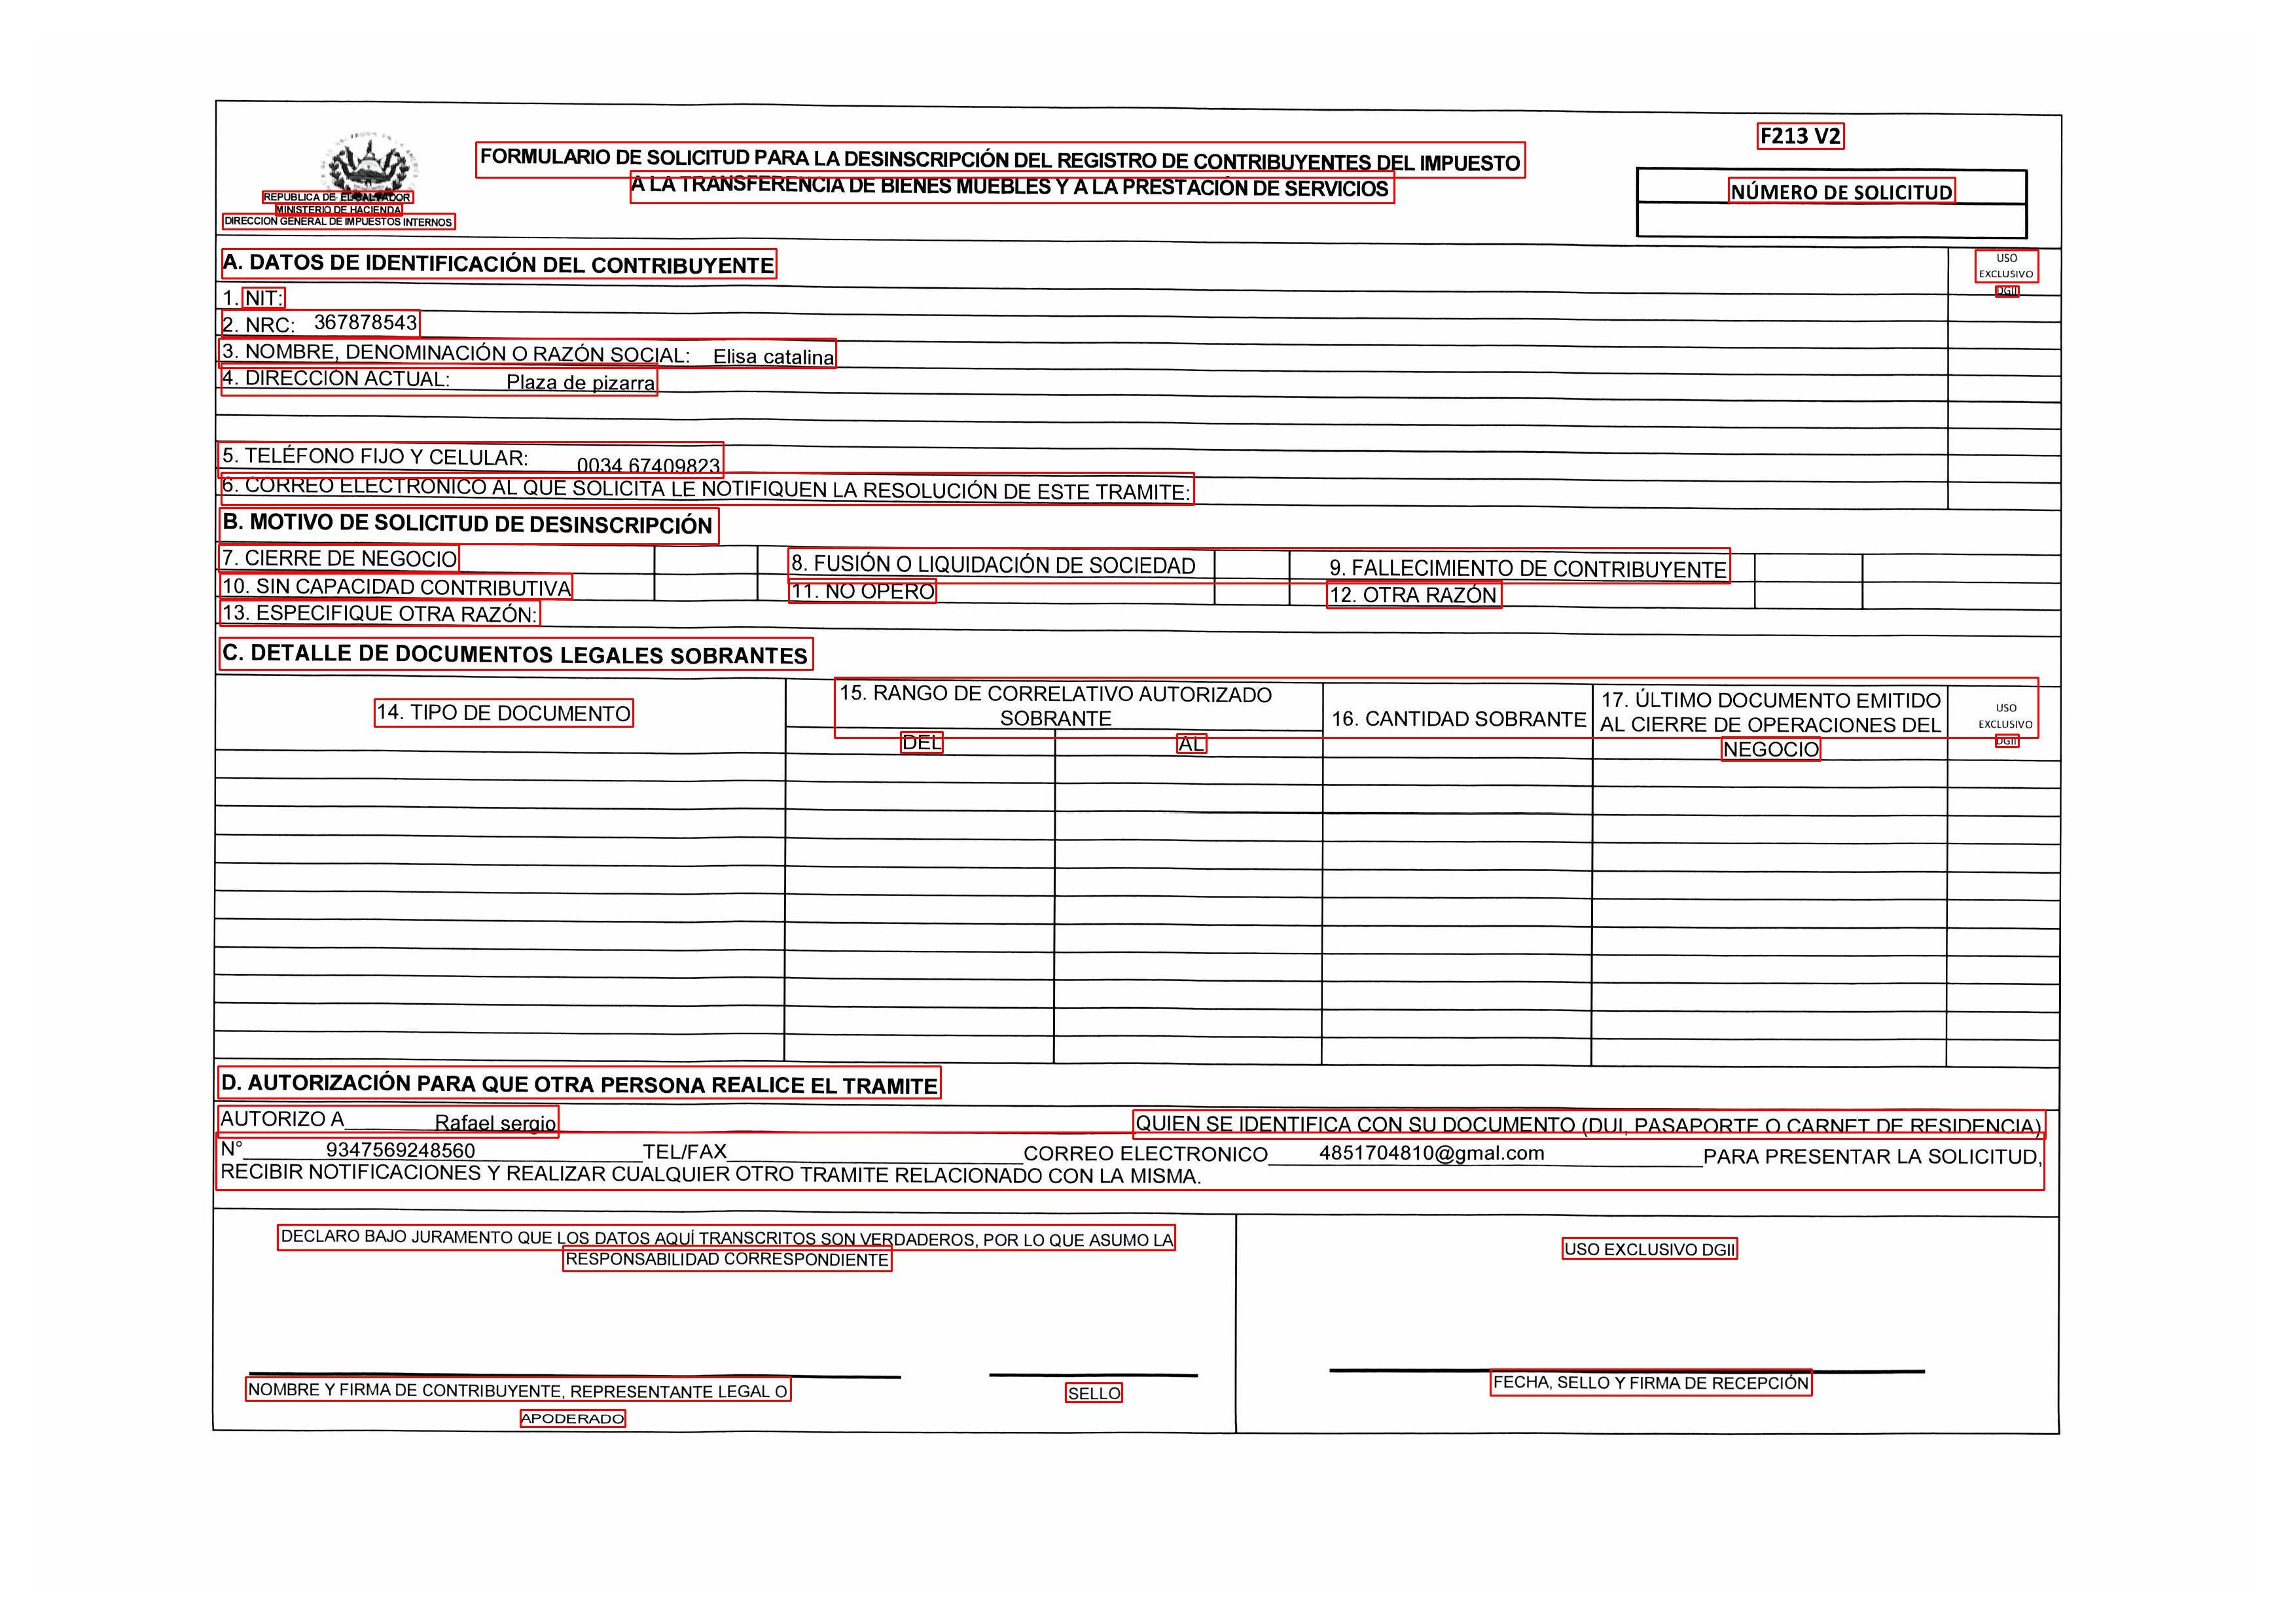 F213 V2
FORMULARIO DE SOLICITUD PARA LA DESINSCRIPCIÓN DEL REGISTRO DE CONTRIBUYENTES DEL IMPUESTO
A LA TRANSFERENCIA DE BIENES MUEBLES Y A LA PRESTACIÓN DE SERVICIOS
NÚMERO DE SOLICITUD
REPUBLICA DE EL SALVADOR
MINISTERIO DE HACIENDA
DIRECCION GENERAL DE IMPUESTOS INTERNOS
A. DATOS DE IDENTIFICACIÓN DEL CONTRIBUYENTE
USO
EXCLUSIVO
DGII
1. NIT:
2. NRC: 367878543
3. NOMBRE, DENOMINACIÓN O RAZÓN SOCIAL: Elisa catalina
4. DIRECCIÓN ACTUAL: Plaza de pizarra
5. TELÉFONO FIJO Y CELULAR: 0034 67409823
6. CORREO ELECTRONICO AL QUE SOLICITA LE NOTIFIQUEN LA RESOLUCIÓN DE ESTE TRAMITE:
B. MOTIVO DE SOLICITUD DE DESINSCRIPCIÓN
7. CIERRE DE NEGOCIO 8. FUSIÓN O LIQUIDACIÓN DE SOCIEDAD 9. FALLECIMIENTO DE CONTRIBUYENTE
10. SIN CAPACIDAD CONTRIBUTIVA 11. NO OPERO 12. OTRA RAZÓN
13. ESPECIFIQUE OTRA RAZÓN:
C. DETALLE DE DOCUMENTOS LEGALES SOBRANTES
14. TIPO DE DOCUMENTO
15. RANGO DE CORRELATIVO AUTORIZADO
SOBRANTE
DEL AL
16. CANTIDAD SOBRANTE
17. ÚLTIMO DOCUMENTO EMITIDO
AL CIERRE DE OPERACIONES DEL
NEGOCIO
USO
EXCLUSIVO
DGII
D. AUTORIZACIÓN PARA QUE OTRA PERSONA REALICE EL TRAMITE
AUTORIZO A Rafael sergio QUIEN SE IDENTIFICA CON SU DOCUMENTO (DUI, PASAPORTE O CARNET DE RESIDENCIA)
N° 9347569248560 TEL/FAX CORREO ELECTRONICO 4851704810@gmal.com PARA PRESENTAR LA SOLICITUD,
RECIBIR NOTIFICACIONES Y REALIZAR CUALQUIER OTRO TRAMITE RELACIONADO CON LA MISMA.
DECLARO BAJO JURAMENTO QUE LOS DATOS AQUÍ TRANSCRITOS SON VERDADEROS, POR LO QUE ASUMO LA
RESPONSABILIDAD CORRESPONDIENTE
USO EXCLUSIVO DGII
NOMBRE Y FIRMA DE CONTRIBUYENTE, REPRESENTANTE LEGAL O
APODERADO
SELLO
FECHA, SELLO Y FIRMA DE RECEPCIÓN